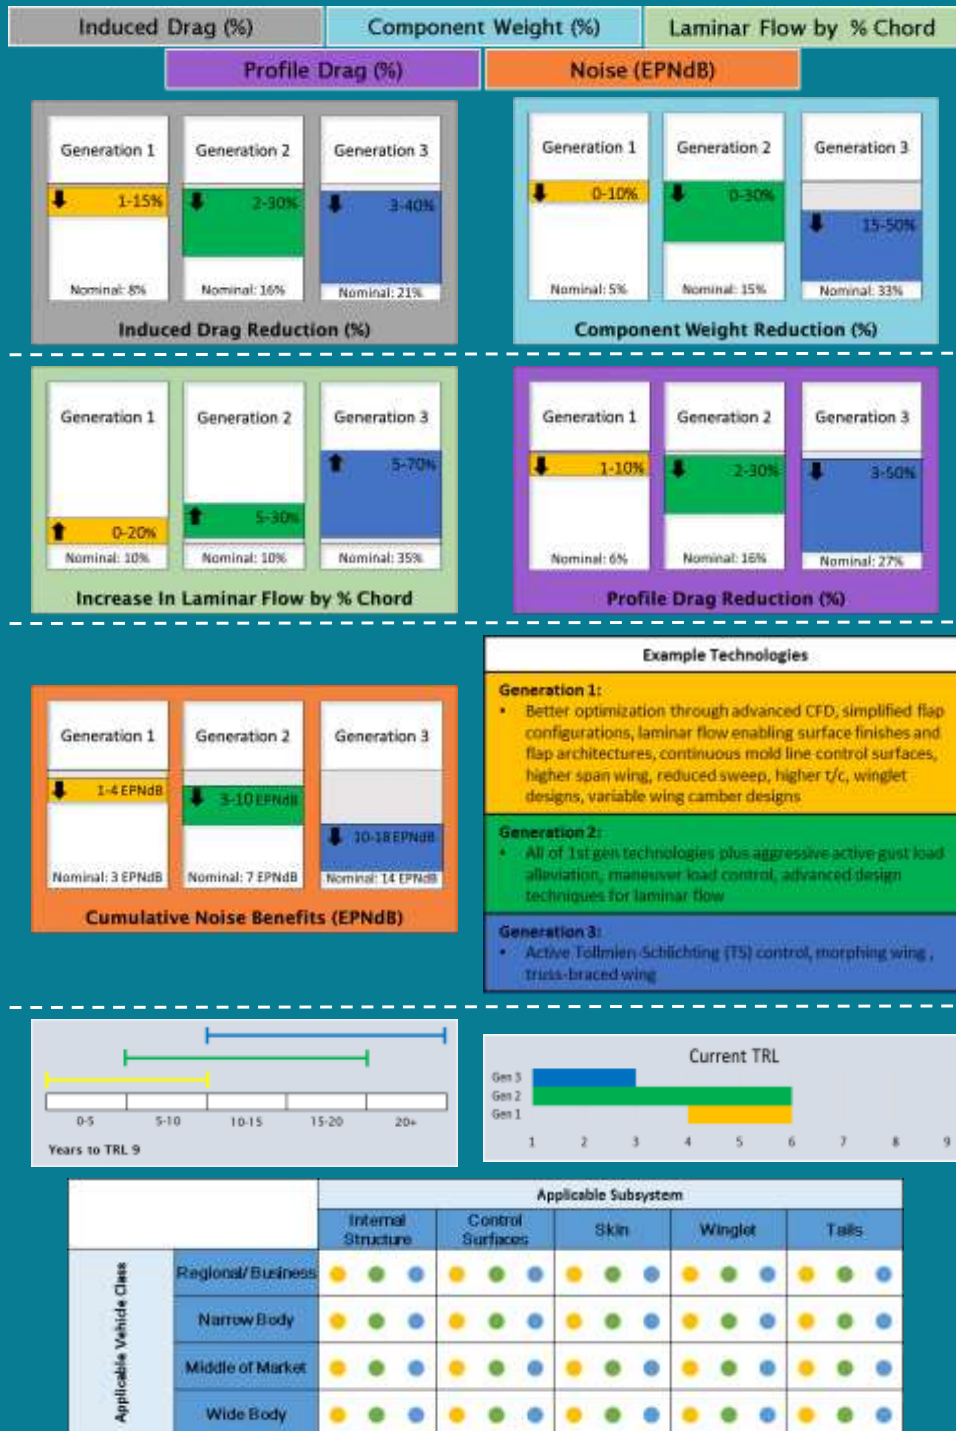 Induced Drag (%)
Component Weight (%)
Laminar Flow by % Chord
Profile Drag (%)
Noise (EPNdB)
Generation 1
Generation 2
Generation 3
1-15%
2-30%
3-40%
Nominal: 8%
Nominal: 16%
Nominal: 21%
Induced Drag Reduction (%)
Generation 1
Generation 2
Generation 3
0-10%
0-30%
15-50%
Nominal: 5%
Nominal: 15%
Nominal: 33%
Component Weight Reduction (%)
Generation 1
Generation 2
Generation 3
0-20%
5-30%
5-70%
Nominal: 10%
Nominal: 10%
Nominal: 35%
Increase In Laminar Flow by % Chord
Generation 1
Generation 2
Generation 3
1-10%
2-30%
3-50%
Nominal: 6%
Nominal: 16%
Nominal: 27%
Profile Drag Reduction (%)
Generation 1
Generation 2
Generation 3
1-4 EPNdB
3-10 EPNdB
10-18 EPNdB
Nominal: 3 EPNdB
Nominal: 7 EPNdB
Nominal: 14 EPNdB
Cumulative Noise Benefits (EPNdB)
Example Technologies
Generation 1:
• Better optimization through advanced CFD, simplified flap
configurations, laminar flow enabling surface finishes and
flap architectures, continuous mold line control surfaces,
higher span wing, reduced sweep, higher t/c, winglet
designs, variable wing camber designs
Generation 2:
• All of 1st gen technologies plus aggressive active gust load
alleviation, maneuver load control, advanced design
techniques for laminar flow
Generation 3:
• Active Tollmien-Schlichting (TS) control, morphing wing ,
truss-braced wing
0-5
5-10
10-15
15-20
20+
Years to TRL 9
Current TRL
Gen 3
Gen 2
Gen 1
1 2 3 4 5 6 7 8 9
Applicable Subsystem
Internal
Structure
Control
Surfaces
Skin
Winglet
Tails
Applicable Vehicle Class
Regional/ Business
Narrow Body
Middle of Market
Wide Body